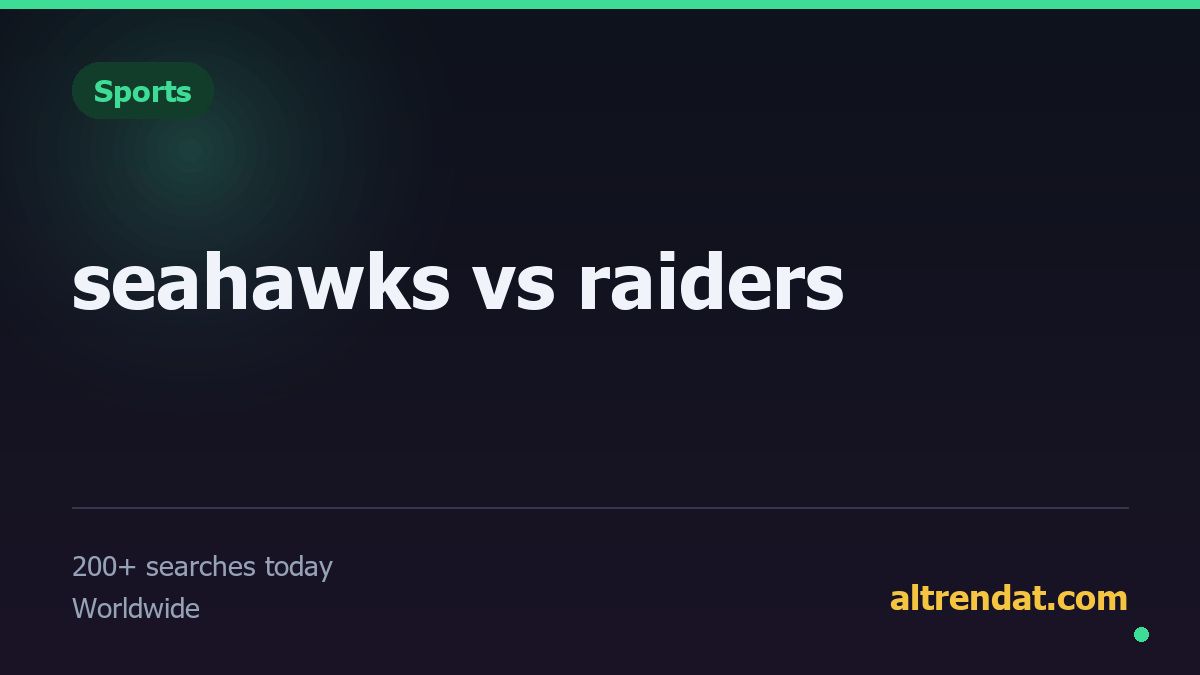 Sports
seahawks vs raiders
200+ searches today
Worldwide
altrendat.com